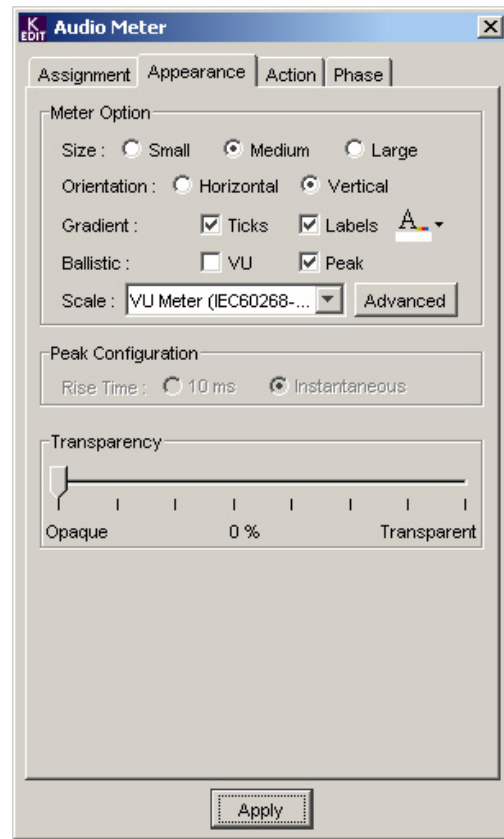 K EDIT Audio Meter
Assignment Appearance Action Phase
Meter Option
Size : Small Medium Large
Orientation : Horizontal Vertical
Gradient : Ticks Labels A
Ballistic : VU Peak
Scale : VU Meter (IEC60268-... Advanced
Peak Configuration
Rise Time : 10 ms Instantaneous
Transparency
Opaque 0 % Transparent
Apply